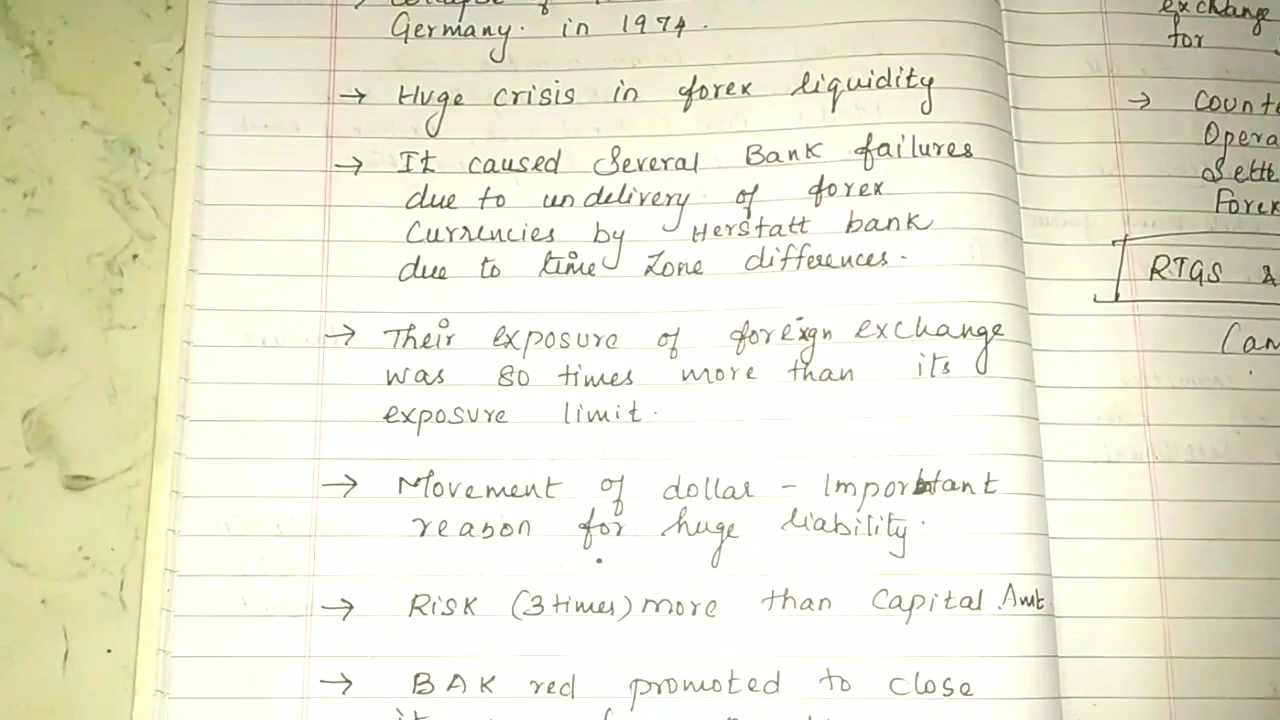 Germany. in 1974.
→ Huge crisis in forex liquidity
→ It caused Several Bank failures
due to undelivery of forex
Currencies by Herstatt bank
due to time Zone differences.
→ Their exposure of foreign exchange
was 80 times more than its
exposure limit.
→ Movement of dollar - Important
reason for huge liability.
→ Risk (3 times) more than Capital Amt.
→ BAK red promoted to close
exchange
for
→ Counte
Opera
Settl
Forex
RTGS &
Can